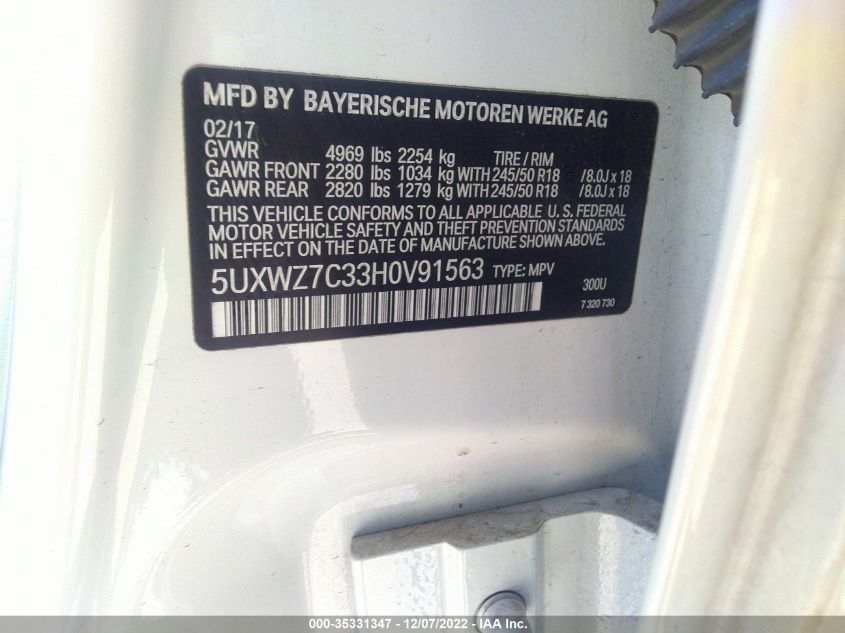 MFD BY BAYERISCHE MOTOREN WERKE AG
02/17
GVWR 4969 lbs 2254 kg TIRE / RIM
GAWR FRONT 2280 lbs 1034 kg WITH 245/50 R18 / 8.0J x 18
GAWR REAR 2820 lbs 1279 kg WITH 245/50 R18 / 8.0J x 18
THIS VEHICLE CONFORMS TO ALL APPLICABLE U. S. FEDERAL
MOTOR VEHICLE SAFETY AND THEFT PREVENTION STANDARDS
IN EFFECT ON THE DATE OF MANUFACTURE SHOWN ABOVE.
5UXWZ7C33H0V91563 TYPE: MPV 300U
7 320 730
000-35331347 - 12/07/2022 - IAA Inc.